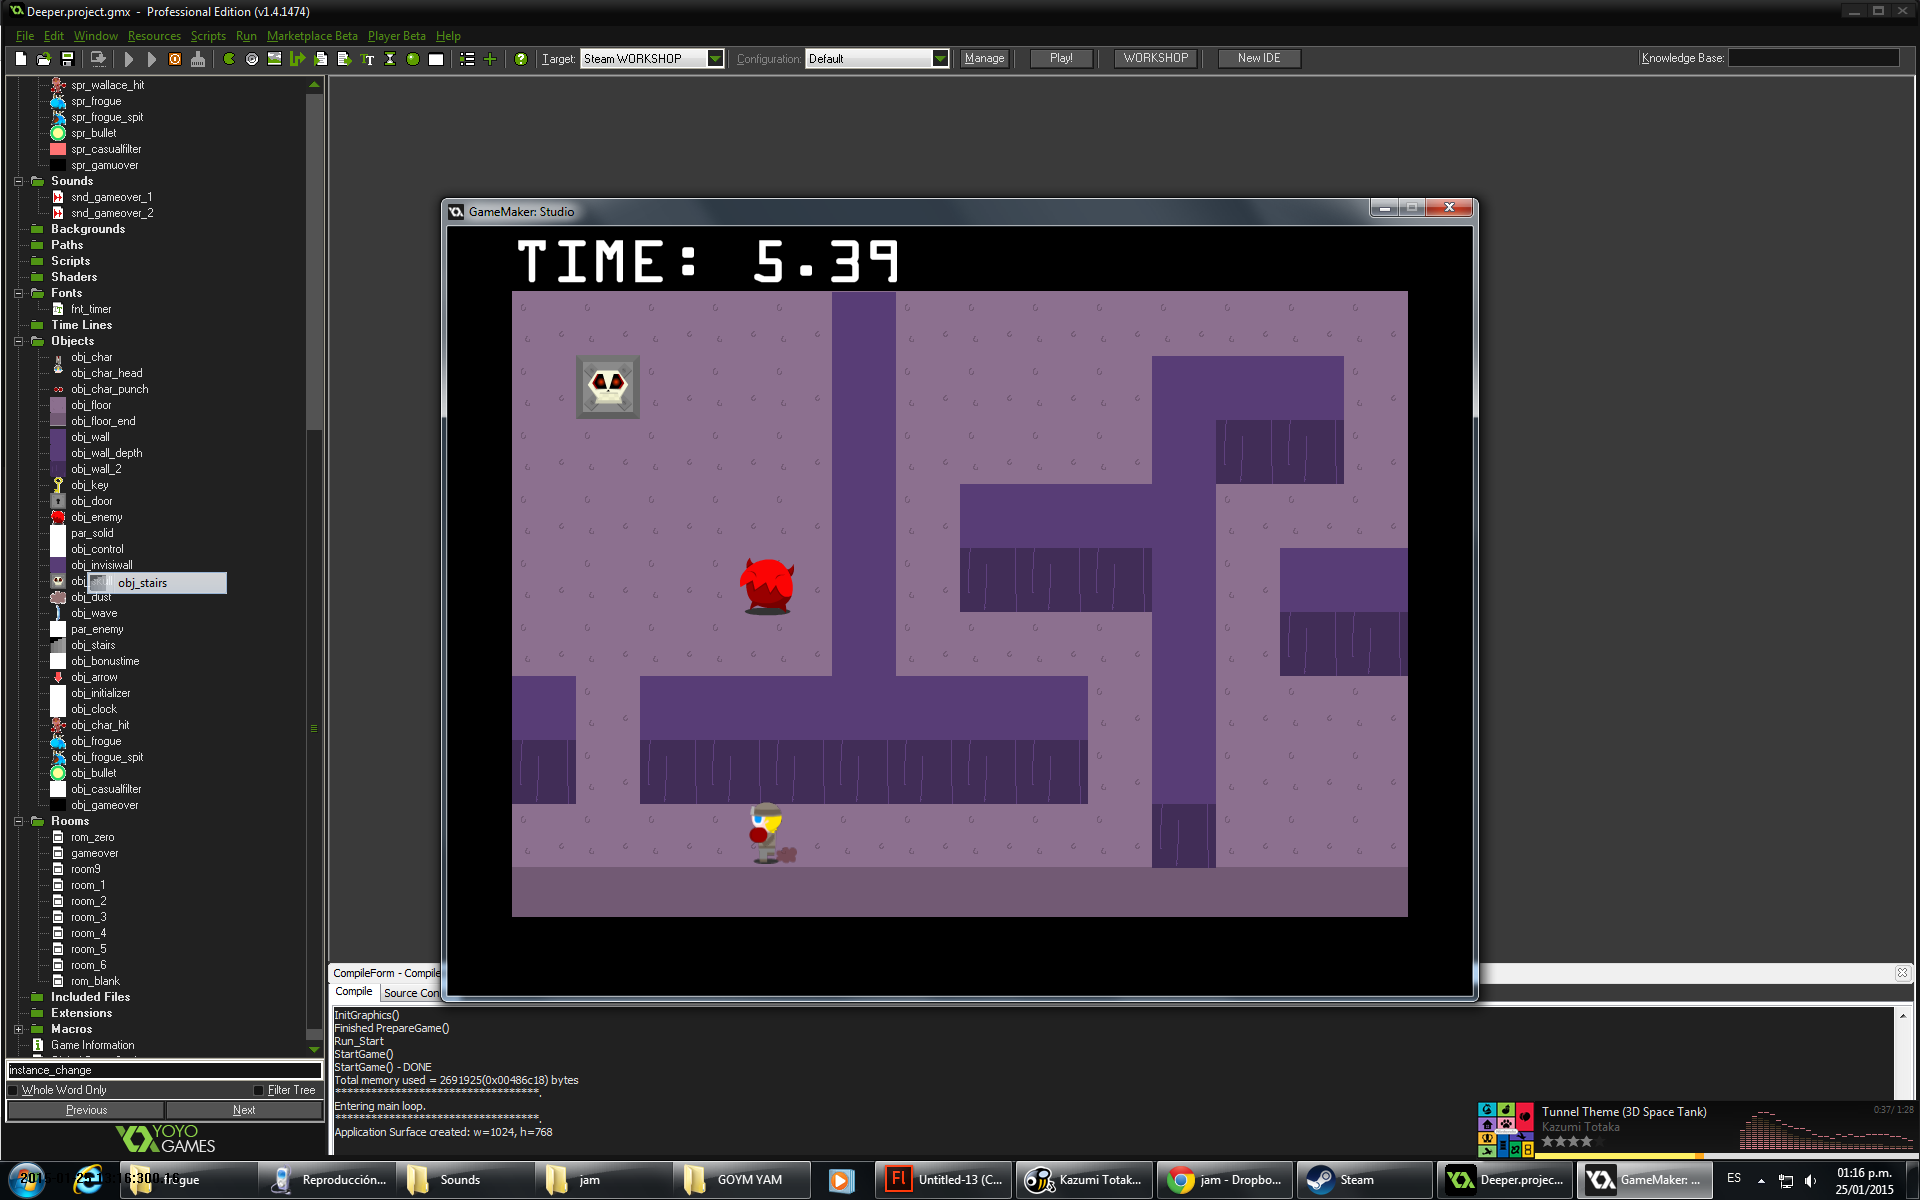 Deeper.project.gmx - Professional Edition (v1.4.1474)
File Edit Window Resources Scripts Run Marketplace Beta Player Beta Help
Target: Steam WORKSHOP Configuration: Default Manage Play! WORKSHOP New IDE Knowledge Base:
spr_wallace_hit
spr_frogue
spr_frogue_spit
spr_bullet
spr_casualfilter
spr_gamuover
Sounds
snd_gameover_1
snd_gameover_2
Backgrounds
Paths
Scripts
Shaders
Fonts
fnt_timer
Time Lines
Objects
obj_char
obj_char_head
obj_char_punch
obj_floor
obj_floor_end
obj_wall
obj_wall_depth
obj_wall_2
obj_key
obj_door
obj_enemy
par_solid
obj_control
obj_invisiwall
obj_stairs
obj_dust
obj_wave
par_enemy
obj_stairs
obj_bonustime
obj_arrow
obj_initializer
obj_clock
obj_char_hit
obj_frogue
obj_frogue_spit
obj_bullet
obj_casualfilter
obj_gameover
Rooms
rom_zero
gameover
room9
room_1
room_2
room_3
room_4
room_5
room_6
rom_blank
Included Files
Extensions
Macros
Game Information
instance_change
Whole Word Only Filter Tree
Previous Next
YOYO
GAMES
GameMaker: Studio
TIME: 5.39
CompileForm - Compile
Compile Source Con
InitGraphics()
Finished PrepareGame()
Run_Start
StartGame()
StartGame() - DONE
Total memory used = 2691925(0x00486c18) bytes
***********************************.
Entering main loop.
***********************************.
Application Surface created: w=1024, h=768
Tunnel Theme (3D Space Tank) 0:37/ 1:28
Kazumi Totaka
frogue Reproducción... Sounds jam GOYM YAM Untitled-13 (C... Kazumi Totak... jam - Dropbo... Steam Deeper.projec... GameMaker: ... ES 01:16 p.m.
25/01/2015